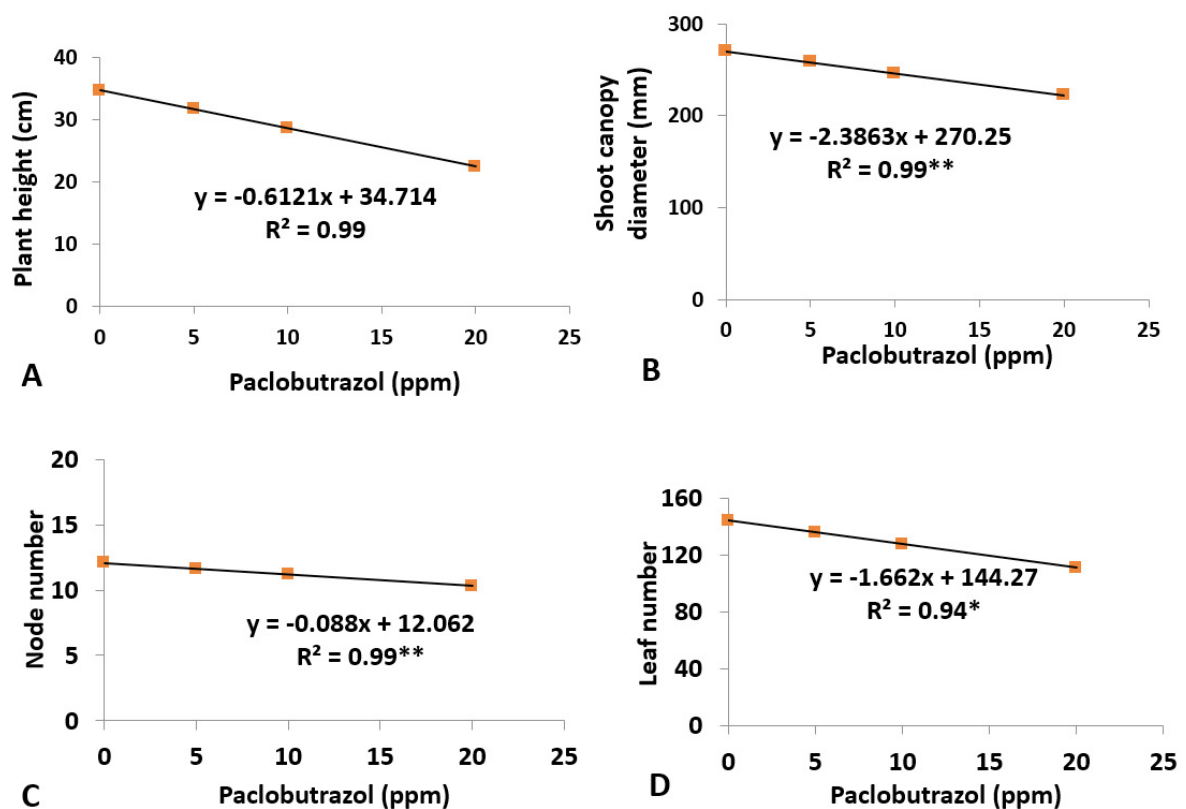 A
40
30
20
10
0
Plant height (cm)
y = -0.6121x + 34.714
R² = 0.99
0 5 10 15 20 25
Paclobutrazol (ppm)
B
300
200
100
0
Shoot canopy
diameter (mm)
y = -2.3863x + 270.25
R² = 0.99**
0 5 10 15 20 25
Paclobutrazol (ppm)
C
20
15
10
5
0
Node number
y = -0.088x + 12.062
R² = 0.99**
0 5 10 15 20 25
Paclobutrazol (ppm)
D
160
120
80
40
0
Leaf number
y = -1.662x + 144.27
R² = 0.94*
0 5 10 15 20 25
Paclobutrazol (ppm)